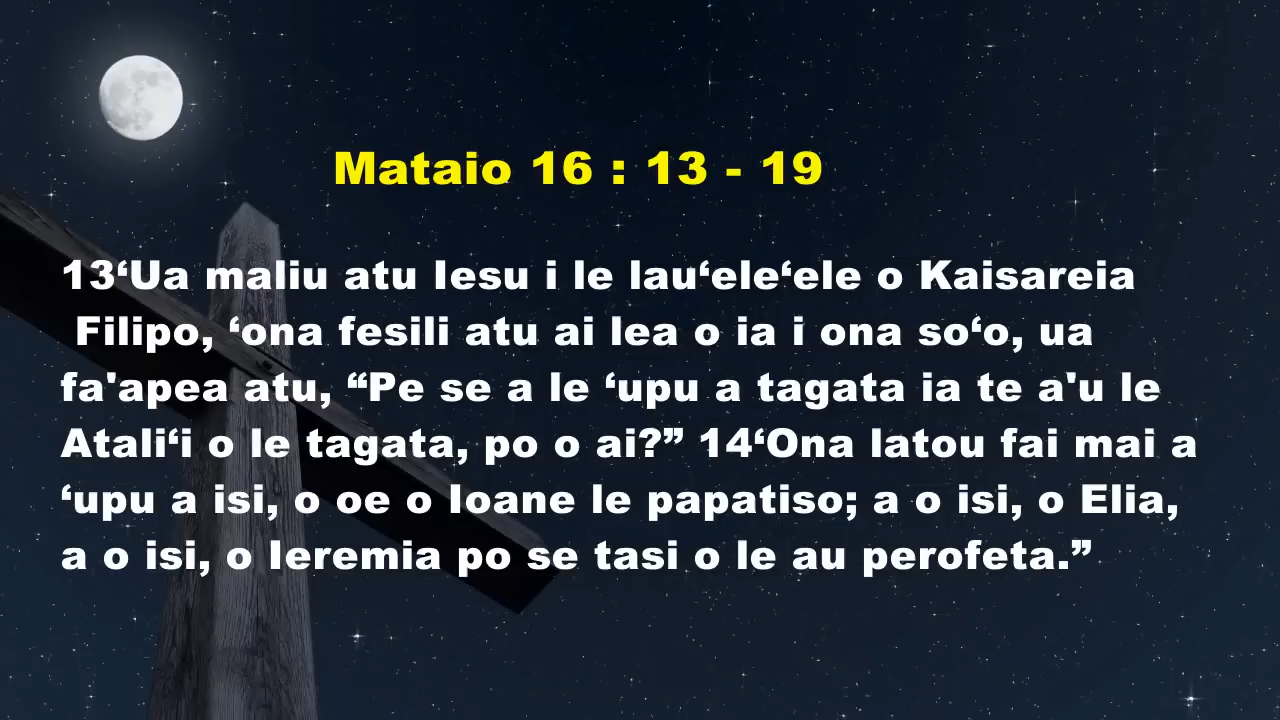 Mataio 16 : 13 - 19
13‘Ua maliu atu Iesu i le lau‘ele‘ele o Kaisareia
Filipo, ‘ona fesili atu ai lea o ia i ona so‘o, ua
fa'apea atu, “Pe se a le ‘upu a tagata ia te a'u le
Atali‘i o le tagata, po o ai?” 14‘Ona latou fai mai a
‘upu a isi, o oe o Ioane le papatiso; a o isi, o Elia,
a o isi, o Ieremia po se tasi o le au perofeta.”